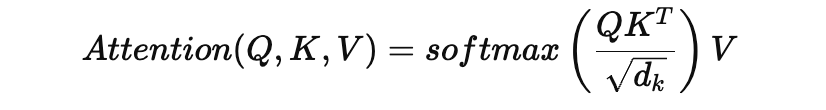 Attention(Q, K, V) = softmax(QK^T / √d_k)V